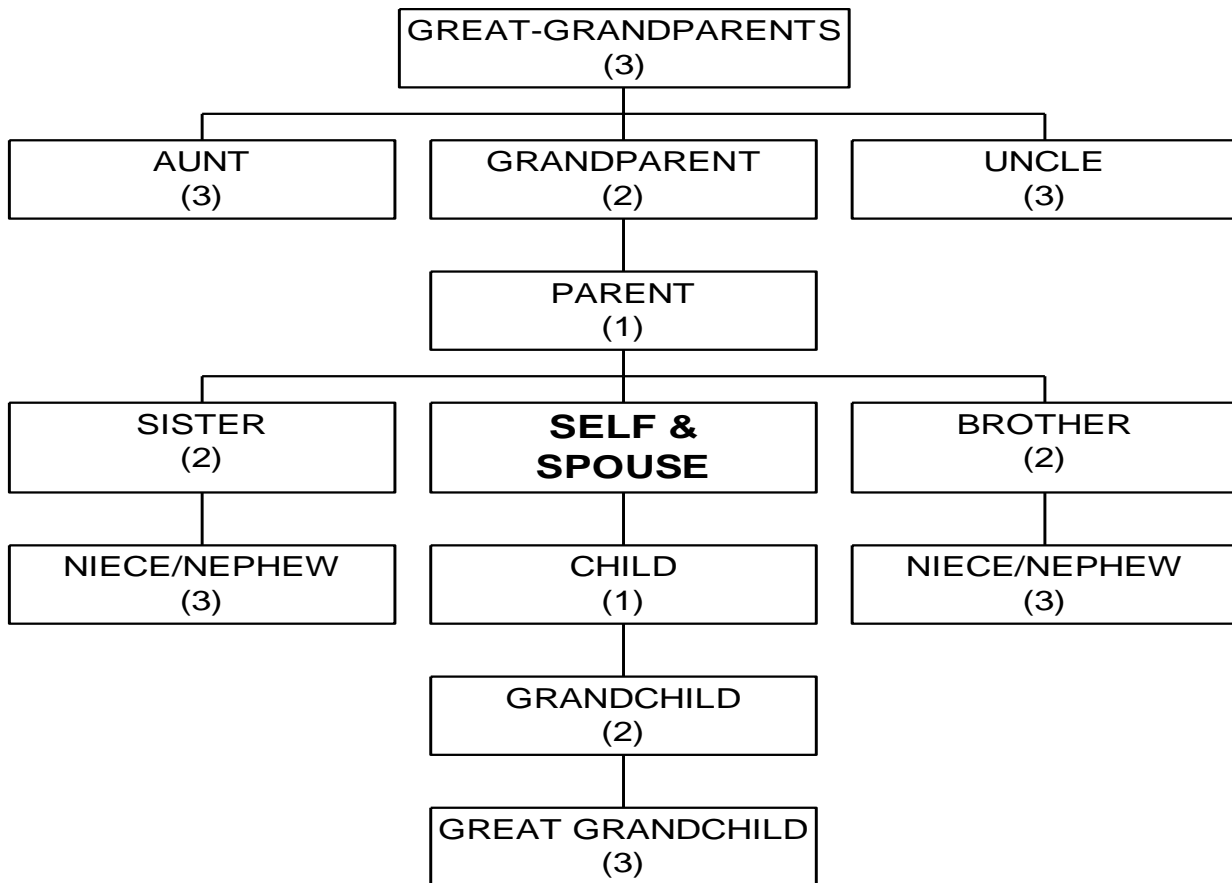 GREAT-GRANDPARENTS
(3)
AUNT
(3)
GRANDPARENT
(2)
UNCLE
(3)
PARENT
(1)
SISTER
(2)
SELF &
SPOUSE
BROTHER
(2)
NIECE/NEPHEW
(3)
CHILD
(1)
NIECE/NEPHEW
(3)
GRANDCHILD
(2)
GREAT GRANDCHILD
(3)